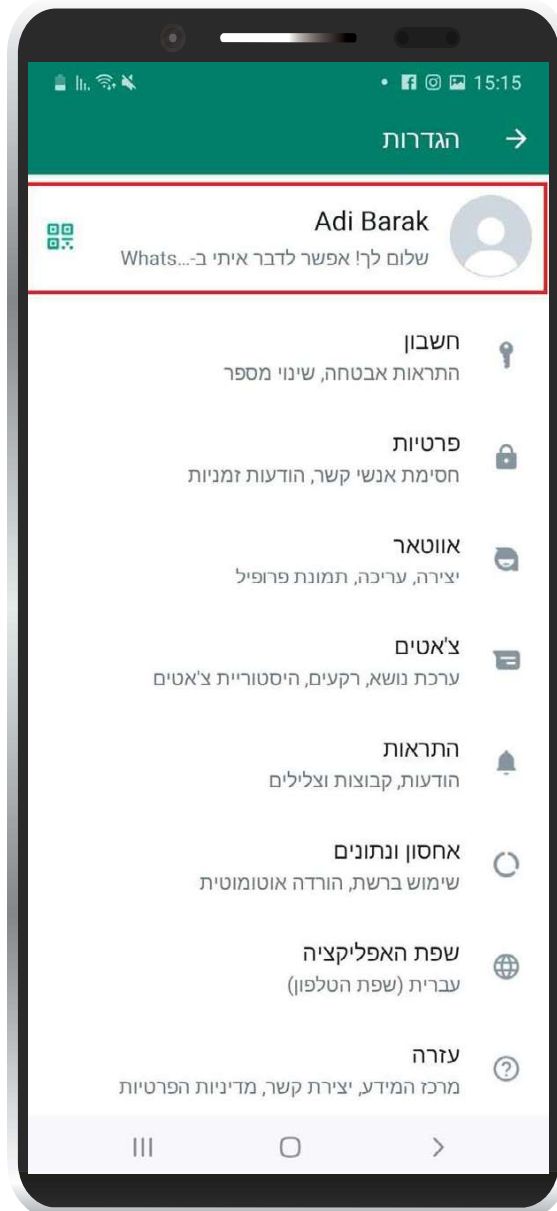 15:15
הגדרות
Adi Barak
שלום לך! אפשר לדבר איתי ב-...Whats
חשבון
התראות אבטחה, שינוי מספר
פרטיות
חסימת אנשי קשר, הודעות זמניות
אווטאר
יצירה, עריכה, תמונת פרופיל
צ'אטים
ערכת נושא, רקעים, היסטוריית צ'אטים
התראות
הודעות, קבוצות וצלילים
אחסון ונתונים
שימוש ברשת, הורדה אוטומוטית
שפת האפליקציה
עברית (שפת הטלפון)
עזרה
מרכז המידע, יצירת קשר, מדיניות הפרטיות